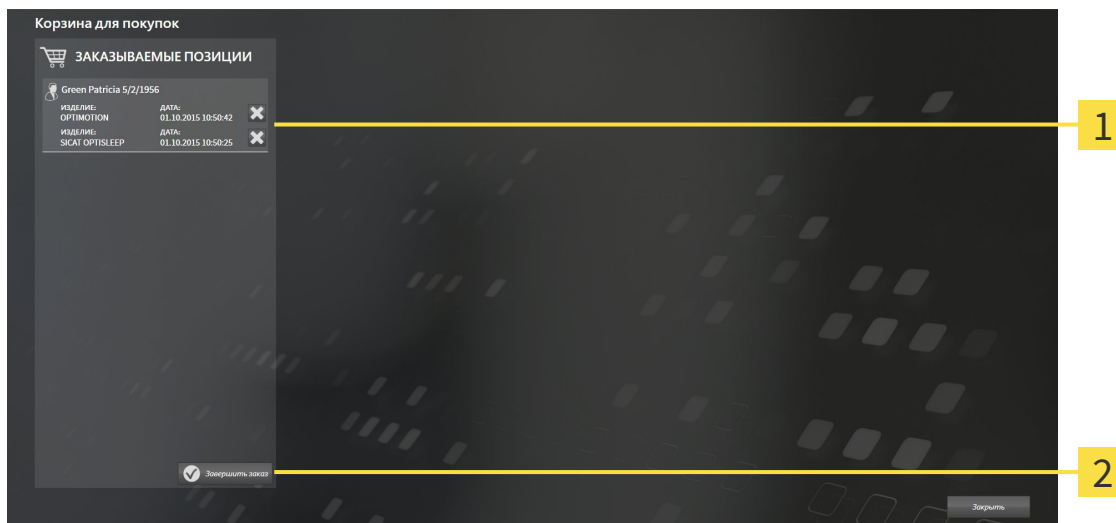 Корзина для покупок
ЗАКАЗЫВАЕМЫЕ ПОЗИЦИИ
Green Patricia 5/2/1956
ИЗДЕЛИЕ: ДАТА:
OPTIMOTION 01.10.2015 10:50:42
ИЗДЕЛИЕ: ДАТА:
SICAT OPTISLEEP 01.10.2015 10:50:25
1
Завершить заказ
2
Закрыть